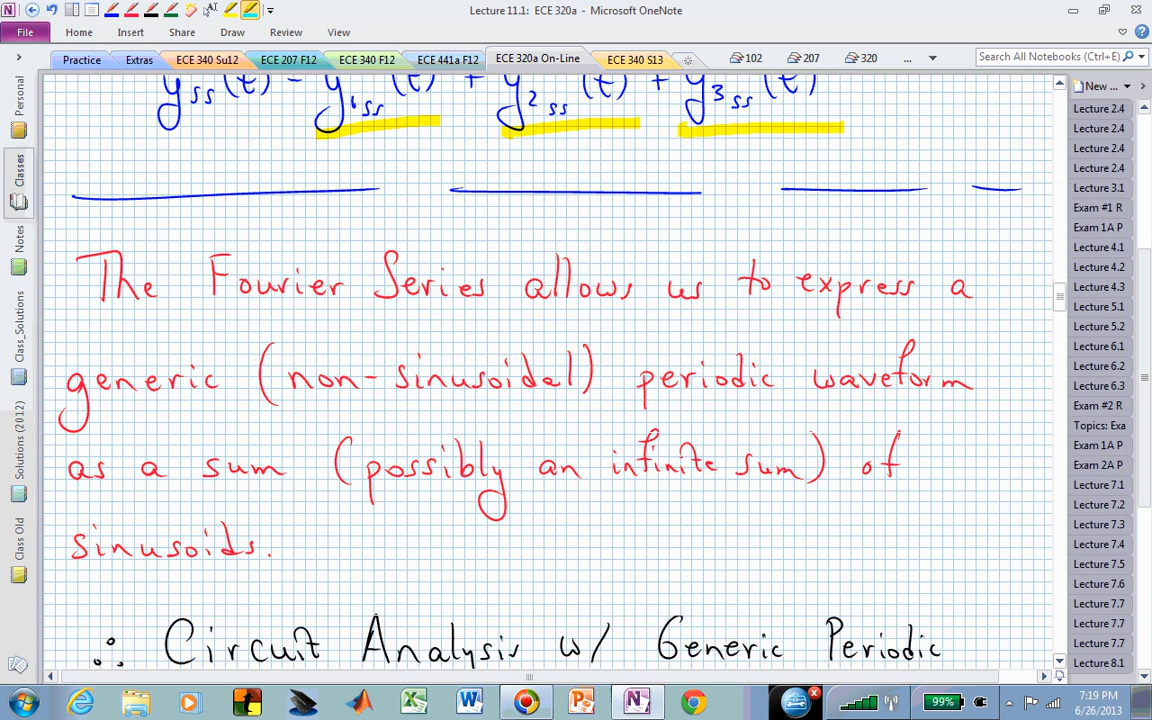 Lecture 11.1: ECE 320a - Microsoft OneNote
File Home Insert Draw Review View
Practice Extras ECE 340 Su12 ECE 207 F12 ECE 340 F12 ECE 441a F12 ECE 320a On-Line ECE 340 S13 102 207 320 ... Search All Notebooks (Ctrl+E)
New
Personal
Classes
Notes
Class_Solutions
Solutions (2012)
Class Old
yss(t) = y1ss(t) + y2ss(t) + y3ss(t)
The Fourier Series allows us to express a
generic (non-sinusoidal) periodic waveform
as a sum (possibly an infinite sum) of
sinusoids.
∴ Circuit Analysis w/ Generic Periodic
Lecture 2.4
Lecture 2.4
Lecture 2.4
Lecture 2.4
Lecture 3.1
Exam #1 R
Exam 1A P
Lecture 4.1
Lecture 4.2
Lecture 4.3
Lecture 5.1
Lecture 5.2
Lecture 6.1
Lecture 6.2
Lecture 6.3
Exam #2 R
Topics: Exa
Exam 1A P
Exam 2A P
Lecture 7.1
Lecture 7.2
Lecture 7.3
Lecture 7.4
Lecture 7.5
Lecture 7.6
Lecture 7.7
Lecture 7.7
Lecture 7.7
Lecture 8.1
99%
7:19 PM
6/26/2013